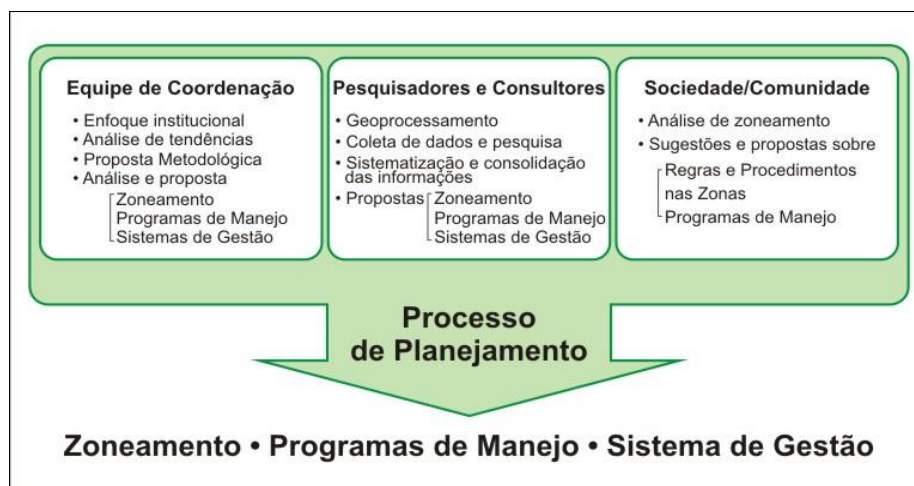 Equipe de Coordenação
• Enfoque institucional
• Análise de tendências
• Proposta Metodológica
• Análise e proposta
Zoneamento
Programas de Manejo
Sistemas de Gestão
Pesquisadores e Consultores
• Geoprocessamento
• Coleta de dados e pesquisa
• Sistematização e consolidação
das informações
• Propostas Zoneamento
Programas de Manejo
Sistemas de Gestão
Sociedade/Comunidade
• Análise de zoneamento
• Sugestões e propostas sobre
Regras e Procedimentos
nas Zonas
Programas de Manejo
Processo
de Planejamento
Zoneamento • Programas de Manejo • Sistema de Gestão